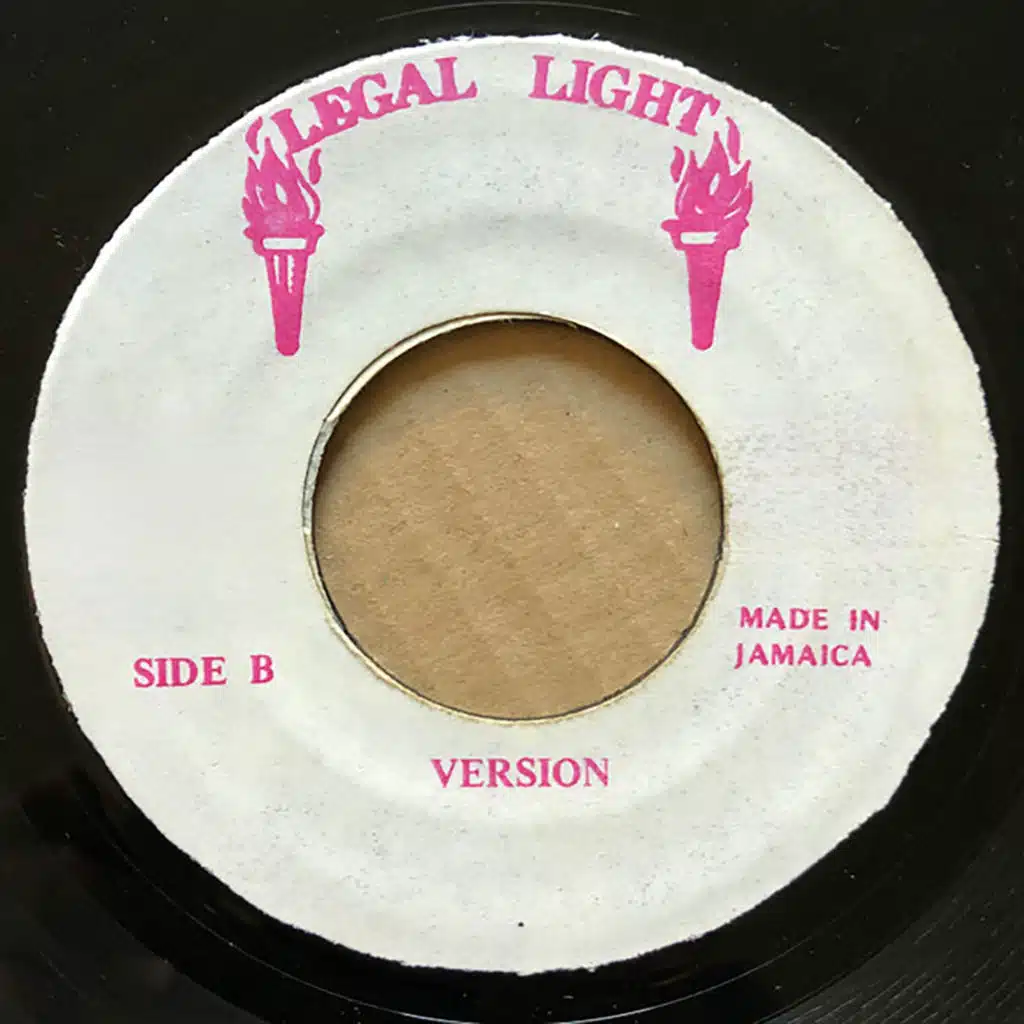 LEGAL LIGHT
MADE IN
JAMAICA
SIDE B
VERSION